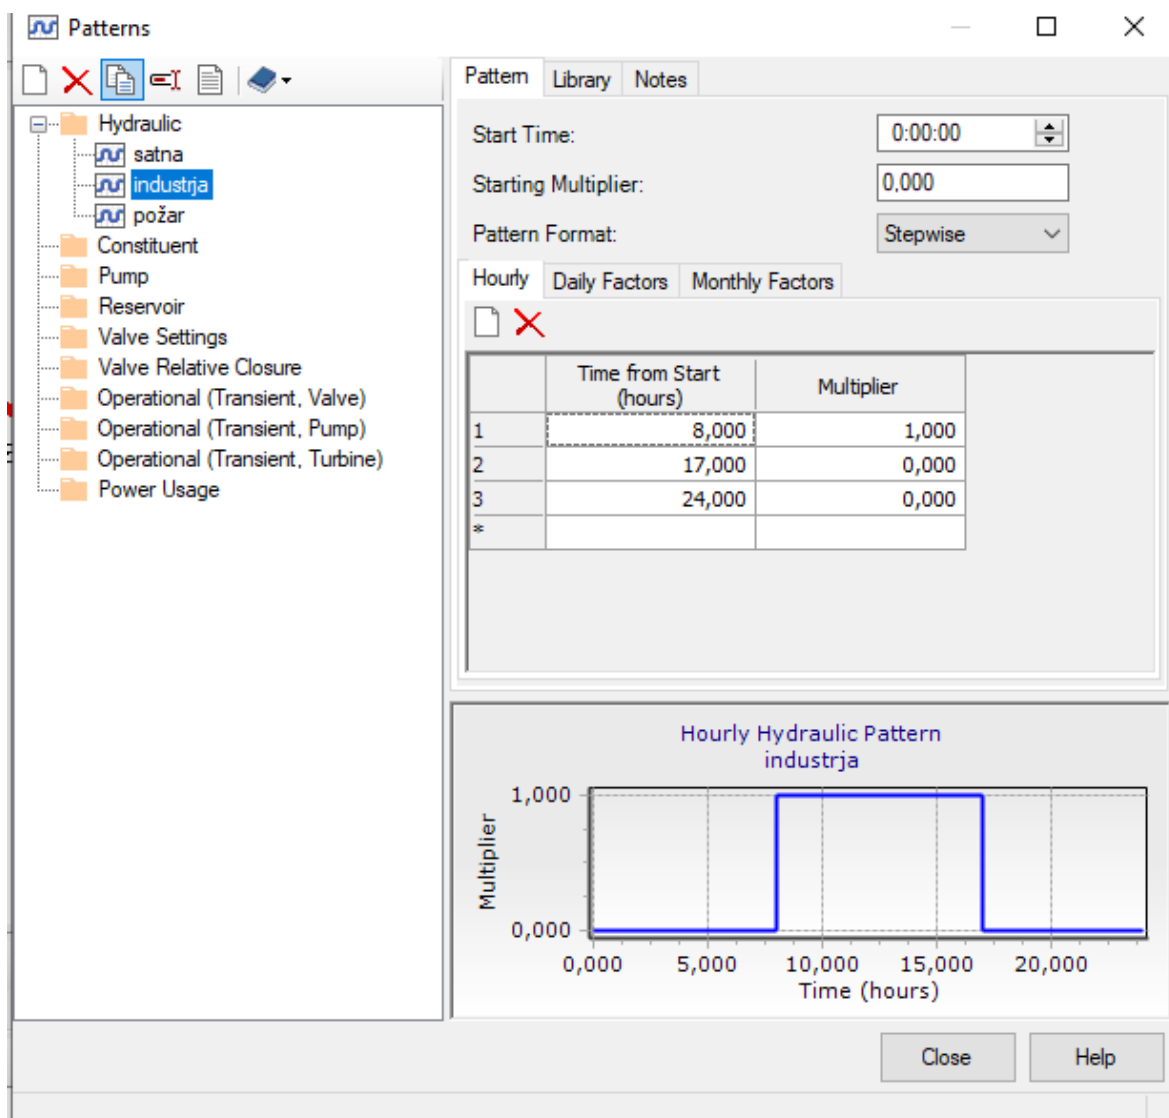 Patterns
Hydraulic
satna
industrja
požar
Constituent
Pump
Reservoir
Valve Settings
Valve Relative Closure
Operational (Transient, Valve)
Operational (Transient, Pump)
Operational (Transient, Turbine)
Power Usage
Pattern Library Notes
Start Time: 0:00:00
Starting Multiplier: 0,000
Pattern Format: Stepwise
Hourly Daily Factors Monthly Factors
Time from Start
(hours) Multiplier
1 8,000 1,000
2 17,000 0,000
3 24,000 0,000
*
Hourly Hydraulic Pattern
industrja
1,000
Multiplier
0,000
0,000 5,000 10,000 15,000 20,000
Time (hours)
Close Help